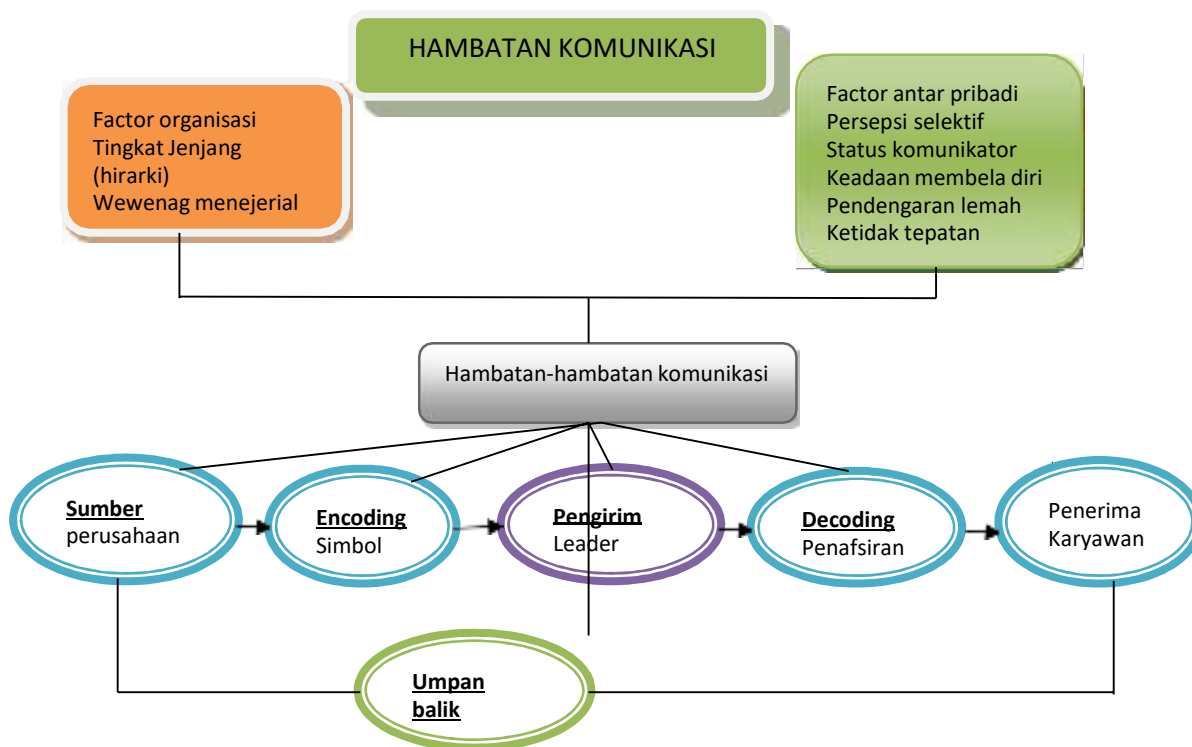 HAMBATAN KOMUNIKASI
Factor organisasi
Tingkat Jenjang
(hirarki)
Wewenag menejerial
Factor antar pribadi
Persepsi selektif
Status komunikator
Keadaan membela diri
Pendengaran lemah
Ketidak tepatan
Hambatan-hambatan komunikasi
Sumber
perusahaan
Encoding
Simbol
Pengirim
Leader
Decoding
Penafsiran
Penerima
Karyawan
Umpan
balik